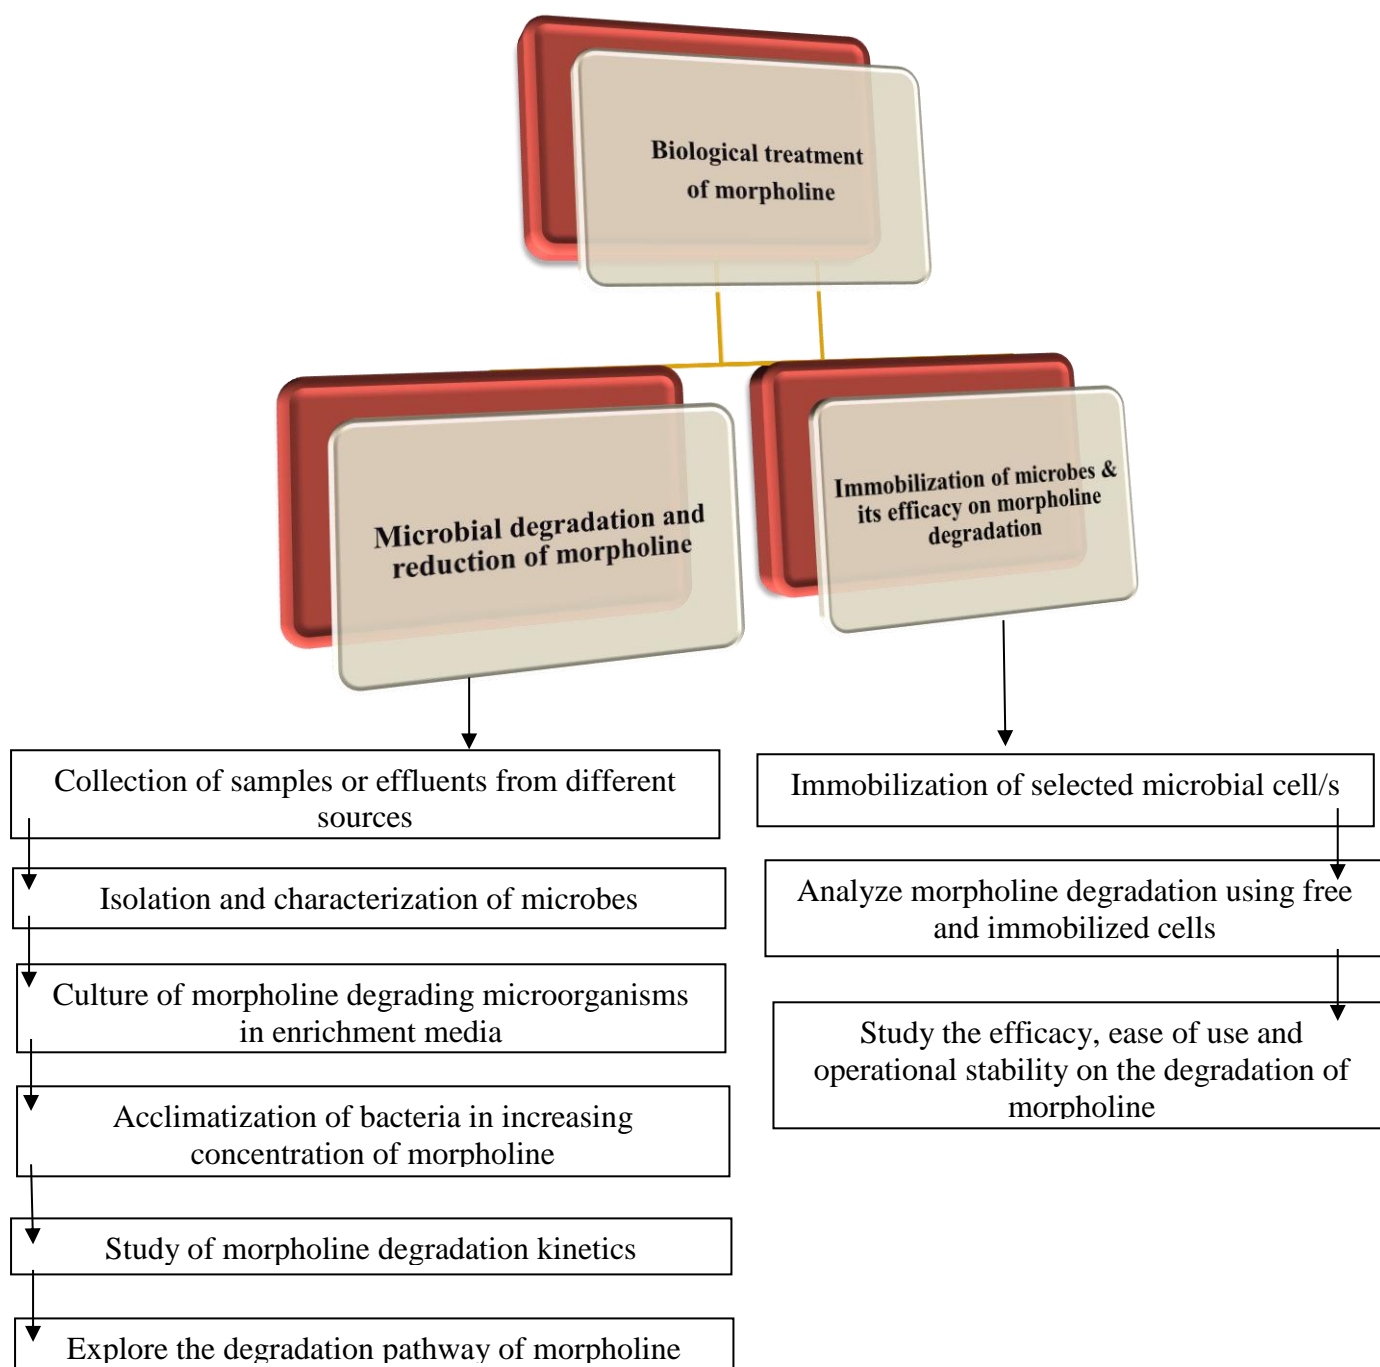 Biological treatment
of morpholine
Microbial degradation and
reduction of morpholine
Immobilization of microbes &
its efficacy on morpholine
degradation
Collection of samples or effluents from different
sources
Isolation and characterization of microbes
Culture of morpholine degrading microorganisms
in enrichment media
Acclimatization of bacteria in increasing
concentration of morpholine
Study of morpholine degradation kinetics
Explore the degradation pathway of morpholine
Immobilization of selected microbial cell/s
Analyze morpholine degradation using free
and immobilized cells
Study the efficacy, ease of use and
operational stability on the degradation of
morpholine